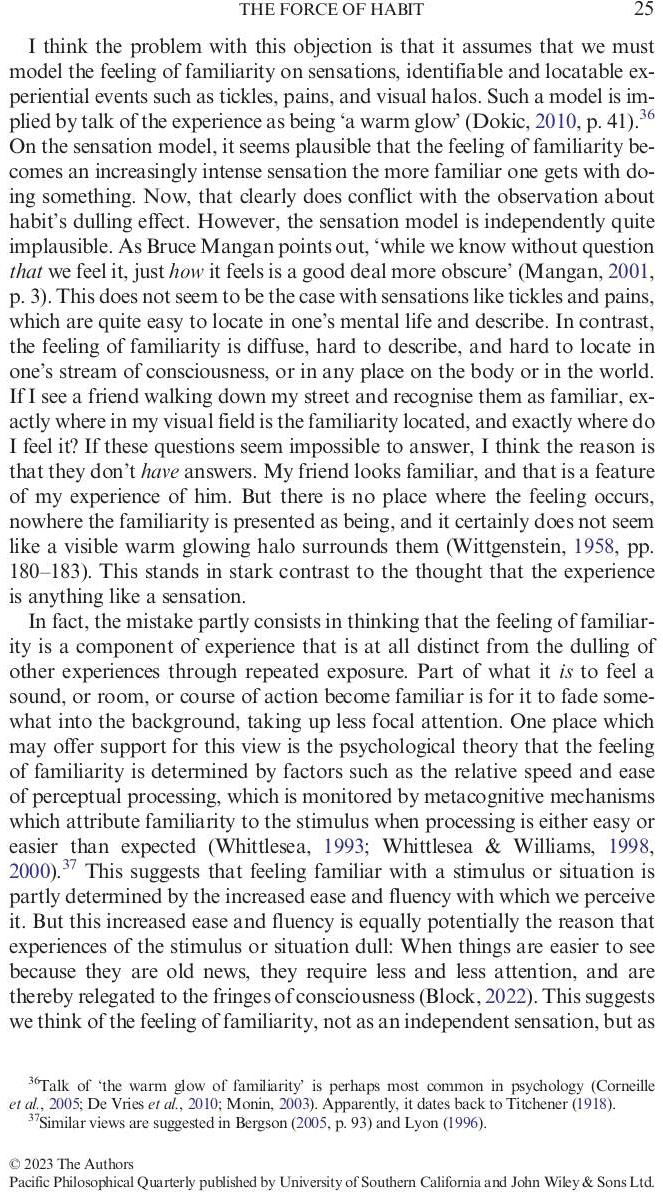 THE FORCE OF HABIT 25
I think the problem with this objection is that it assumes that we must
model the feeling of familiarity on sensations, identifiable and locatable ex-
periential events such as tickles, pains, and visual halos. Such a model is im-
plied by talk of the experience as being ‘a warm glow’ (Dokic, 2010, p. 41).36
On the sensation model, it seems plausible that the feeling of familiarity be-
comes an increasingly intense sensation the more familiar one gets with do-
ing something. Now, that clearly does conflict with the observation about
habit’s dulling effect. However, the sensation model is independently quite
implausible. As Bruce Mangan points out, ‘while we know without question
that we feel it, just how it feels is a good deal more obscure’ (Mangan, 2001,
p. 3). This does not seem to be the case with sensations like tickles and pains,
which are quite easy to locate in one’s mental life and describe. In contrast,
the feeling of familiarity is diffuse, hard to describe, and hard to locate in
one’s stream of consciousness, or in any place on the body or in the world.
If I see a friend walking down my street and recognise them as familiar, ex-
actly where in my visual field is the familiarity located, and exactly where do
I feel it? If these questions seem impossible to answer, I think the reason is
that they don’t have answers. My friend looks familiar, and that is a feature
of my experience of him. But there is no place where the feeling occurs,
nowhere the familiarity is presented as being, and it certainly does not seem
like a visible warm glowing halo surrounds them (Wittgenstein, 1958, pp.
180–183). This stands in stark contrast to the thought that the experience
is anything like a sensation.
In fact, the mistake partly consists in thinking that the feeling of familiar-
ity is a component of experience that is at all distinct from the dulling of
other experiences through repeated exposure. Part of what it is to feel a
sound, or room, or course of action become familiar is for it to fade some-
what into the background, taking up less focal attention. One place which
may offer support for this view is the psychological theory that the feeling
of familiarity is determined by factors such as the relative speed and ease
of perceptual processing, which is monitored by metacognitive mechanisms
which attribute familiarity to the stimulus when processing is either easy or
easier than expected (Whittlesea, 1993; Whittlesea & Williams, 1998,
2000).37 This suggests that feeling familiar with a stimulus or situation is
partly determined by the increased ease and fluency with which we perceive
it. But this increased ease and fluency is equally potentially the reason that
experiences of the stimulus or situation dull: When things are easier to see
because they are old news, they require less and less attention, and are
thereby relegated to the fringes of consciousness (Block, 2022). This suggests
we think of the feeling of familiarity, not as an independent sensation, but as
36Talk of ‘the warm glow of familiarity’ is perhaps most common in psychology (Corneille
et al., 2005; De Vries et al., 2010; Monin, 2003). Apparently, it dates back to Titchener (1918).
37Similar views are suggested in Bergson (2005, p. 93) and Lyon (1996).
© 2023 The Authors
Pacific Philosophical Quarterly published by University of Southern California and John Wiley & Sons Ltd.